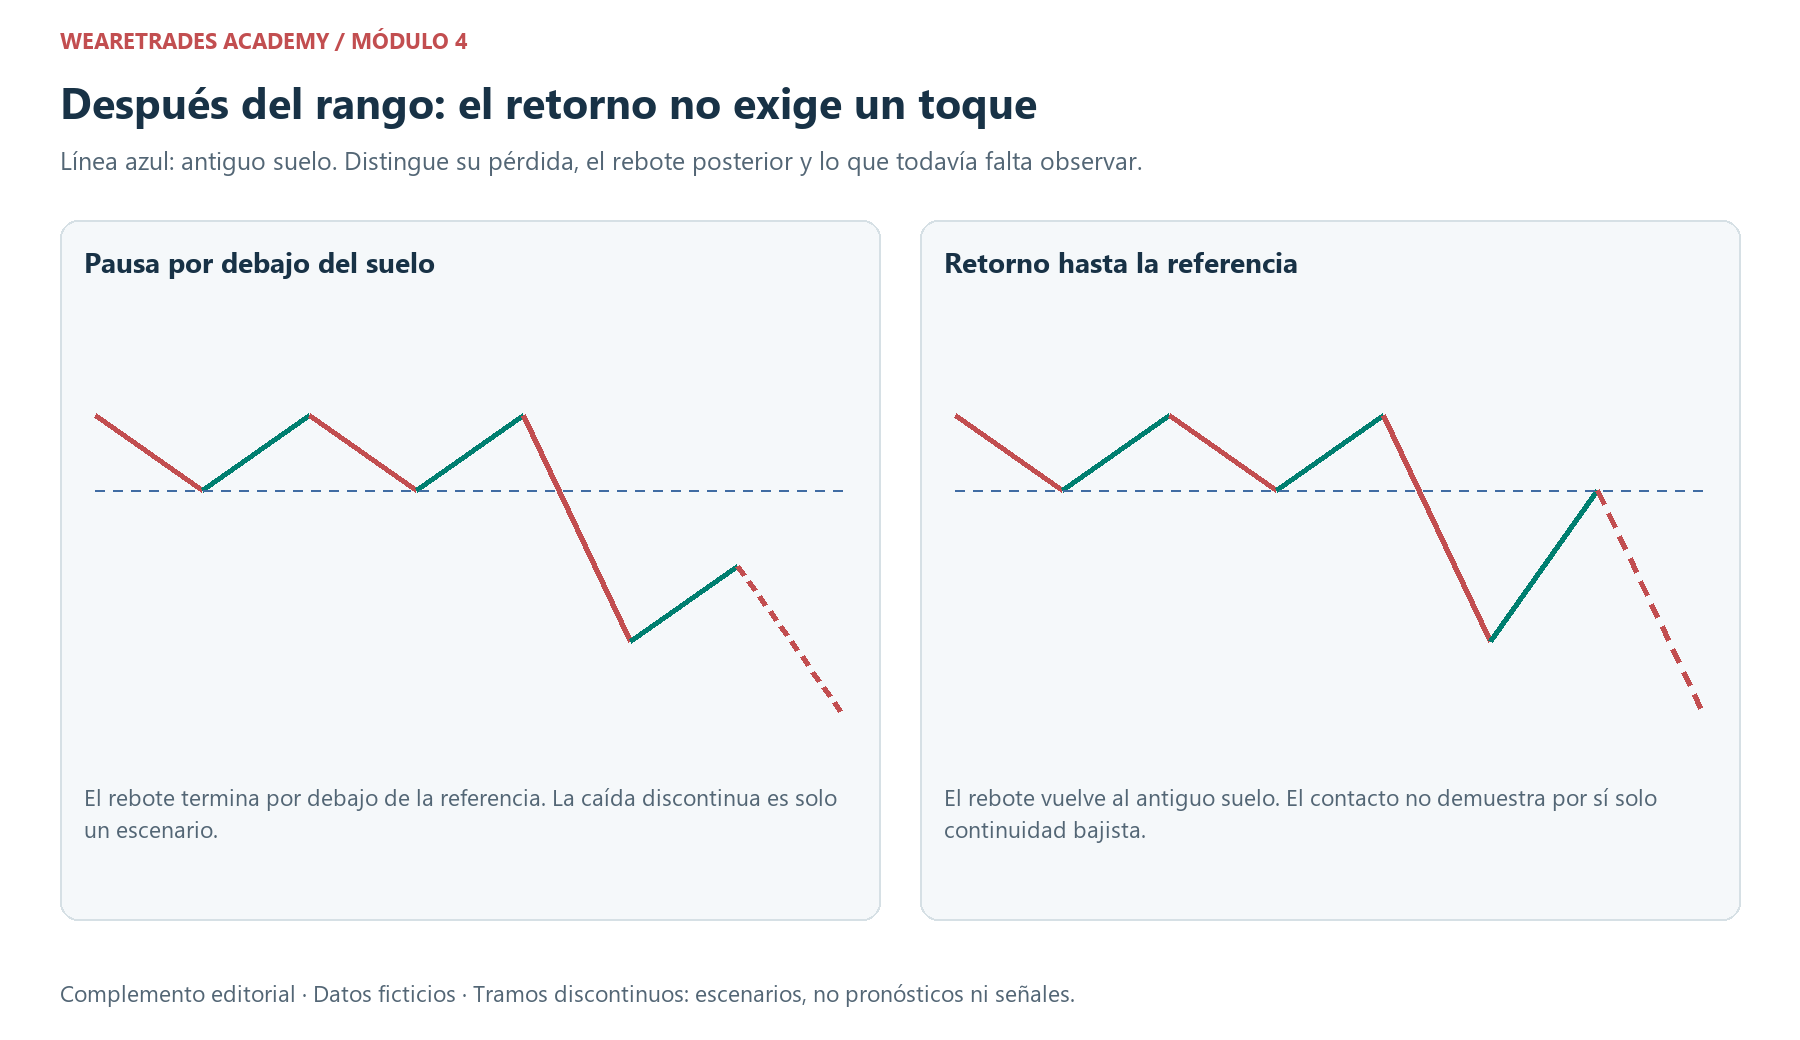 WEARETRADES ACADEMY / MÓDULO 4
Después del rango: el retorno no exige un toque
Línea azul: antiguo suelo. Distingue su pérdida, el rebote posterior y lo que todavía falta observar.
Pausa por debajo del suelo
El rebote termina por debajo de la referencia. La caída discontinua es solo
un escenario.
Retorno hasta la referencia
El rebote vuelve al antiguo suelo. El contacto no demuestra por sí solo
continuidad bajista.
Complemento editorial · Datos ficticios · Tramos discontinuos: escenarios, no pronósticos ni señales.